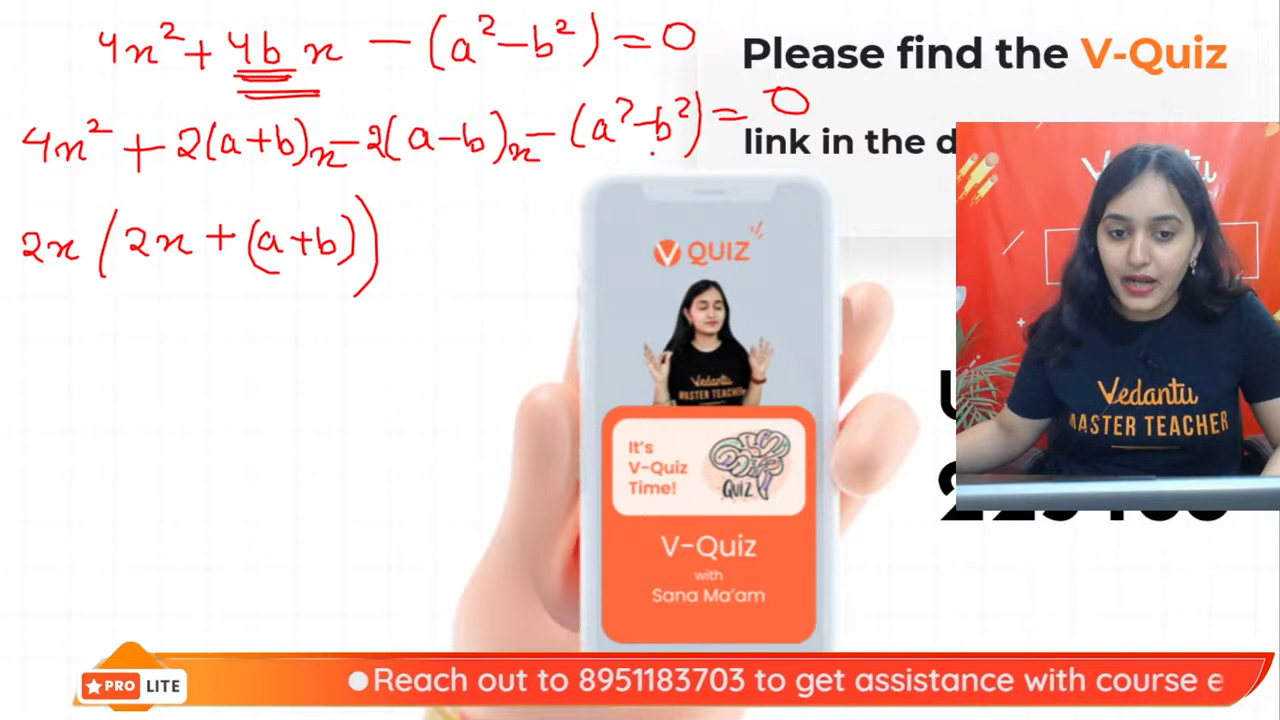 4x² + 4b x − (a² − b²) = 0
4x² + 2(a+b)x − 2(a−b)x − (a² − b²) = 0
2x (2x + (a+b))
Please find the V-Quiz
link in the d
V QUIZ
Vedantu
MASTER TEACHER
It's
V-Quiz
Time!
QUIZ
V-Quiz
with
Sana Ma'am
Vedantu
MASTER TEACHER
PRO LITE
Reach out to 8951183703 to get assistance with course e